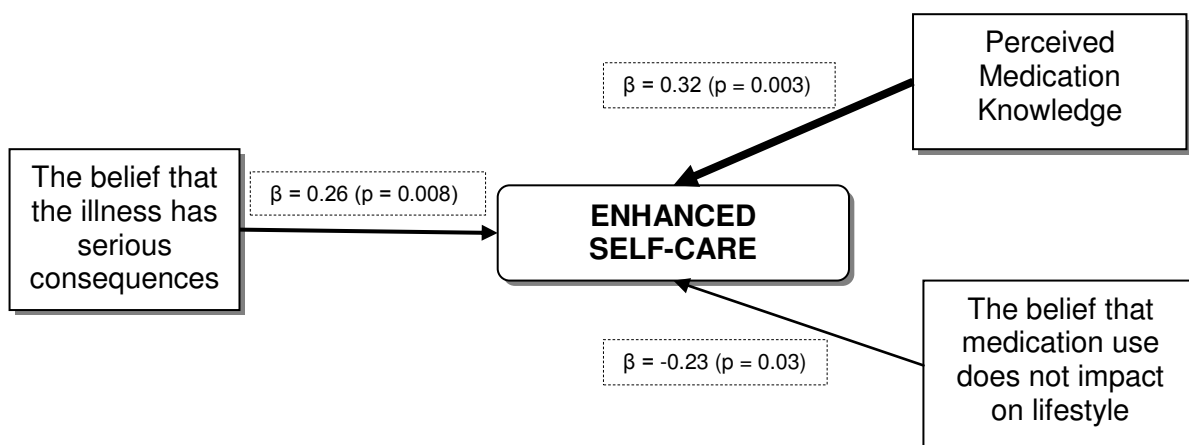 Perceived
Medication
Knowledge
β = 0.32 (p = 0.003)
The belief that
the illness has
serious
consequences
β = 0.26 (p = 0.008)
ENHANCED
SELF-CARE
The belief that
medication use
does not impact
on lifestyle
β = -0.23 (p = 0.03)